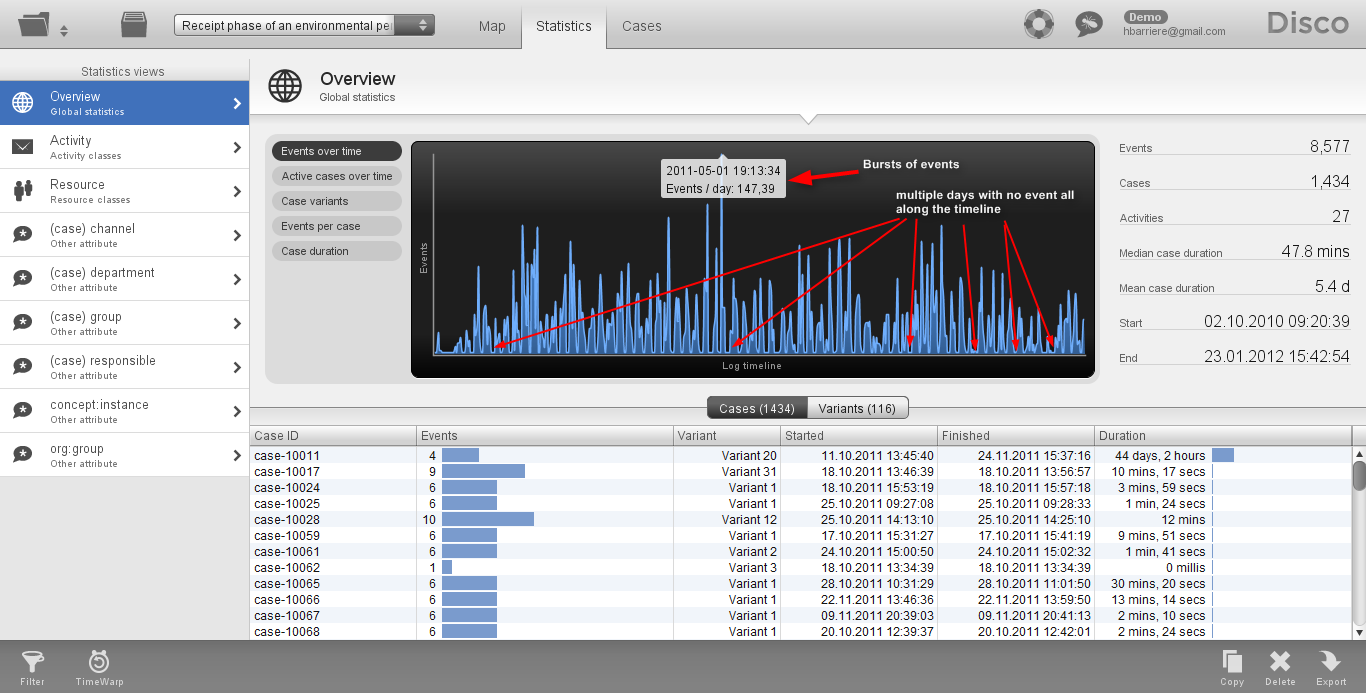 Receipt phase of an environmental pe
Map
Statistics
Cases
Demo
hbarriere@gmail.com
Disco
Statistics views
Overview
Global statistics
Activity
Activity classes
Resource
Resource classes
(case) channel
Other attribute
(case) department
Other attribute
(case) group
Other attribute
(case) responsible
Other attribute
concept:instance
Other attribute
org:group
Other attribute
Overview
Global statistics
Events over time
Active cases over time
Case variants
Events per case
Case duration
2011-05-01 19:13:34
Events / day: 147,39
Bursts of events
multiple days with no event all
along the timeline
Events
Log timeline
Events 8,577
Cases 1,434
Activities 27
Median case duration 47.8 mins
Mean case duration 5.4 d
Start 02.10.2010 09:20:39
End 23.01.2012 15:42:54
Cases (1434)
Variants (116)
Case ID Events Variant Started Finished Duration
case-10011 4 Variant 20 11.10.2011 13:45:40 24.11.2011 15:37:16 44 days, 2 hours
case-10017 9 Variant 31 18.10.2011 13:46:39 18.10.2011 13:56:57 10 mins, 17 secs
case-10024 6 Variant 1 18.10.2011 15:53:19 18.10.2011 15:57:18 3 mins, 59 secs
case-10025 6 Variant 1 25.10.2011 09:27:08 25.10.2011 09:28:33 1 min, 24 secs
case-10028 10 Variant 12 25.10.2011 14:13:10 25.10.2011 14:25:10 12 mins
case-10059 6 Variant 1 17.10.2011 15:31:27 17.10.2011 15:41:19 9 mins, 51 secs
case-10061 6 Variant 2 24.10.2011 15:00:50 24.10.2011 15:02:32 1 min, 41 secs
case-10062 1 Variant 3 18.10.2011 13:34:39 18.10.2011 13:34:39 0 millis
case-10065 6 Variant 1 28.10.2011 10:31:29 28.10.2011 11:01:50 30 mins, 20 secs
case-10066 6 Variant 1 22.11.2011 13:46:36 22.11.2011 13:59:50 13 mins, 14 secs
case-10067 6 Variant 1 09.11.2011 20:39:03 09.11.2011 20:41:13 2 mins, 10 secs
case-10068 6 Variant 1 20.10.2011 12:39:37 20.10.2011 12:42:01 2 mins, 24 secs
Filter
TimeWarp
Copy
Delete
Export